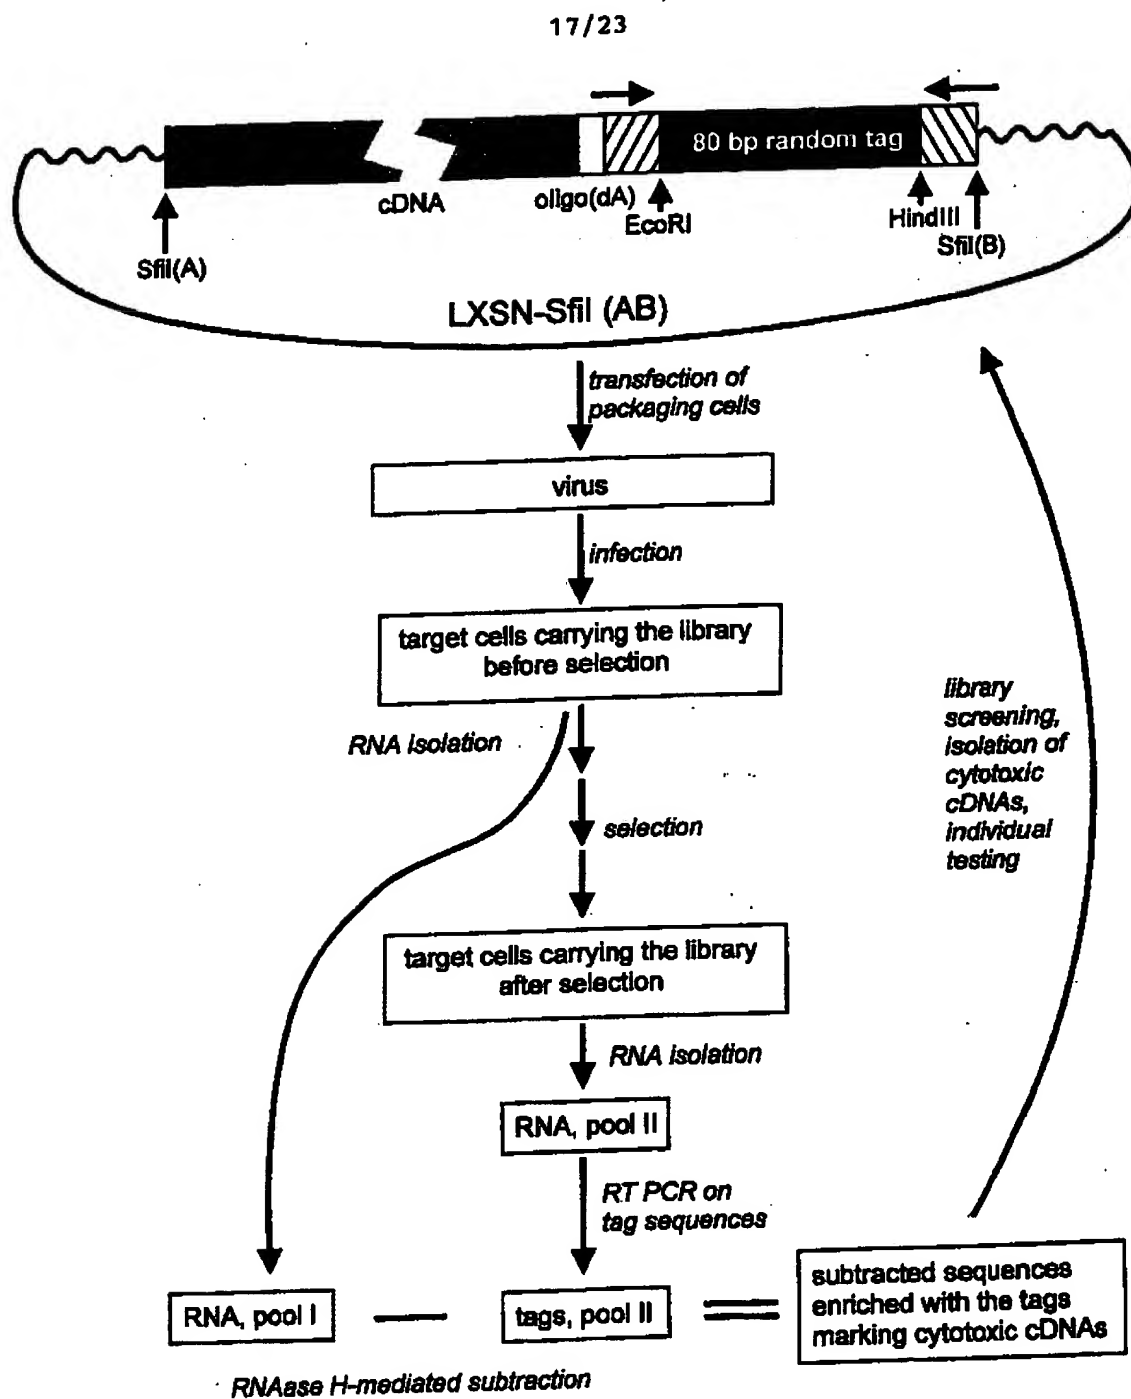 17/23
80 bp random tag
cDNA
oligo(dA)
EcoRI
HindIII
SfiI(A)
SfiI(B)
LXSN-SfiI (AB)
transfection of
packaging cells
virus
infection
target cells carrying the library
before selection
RNA isolation
selection
library
screening,
isolation of
cytotoxic
cDNAs,
individual
testing
target cells carrying the library
after selection
RNA isolation
RNA, pool II
RT PCR on
tag sequences
RNA, pool I
tags, pool II
subtracted sequences
enriched with the tags
marking cytotoxic cDNAs
RNAase H-mediated subtraction